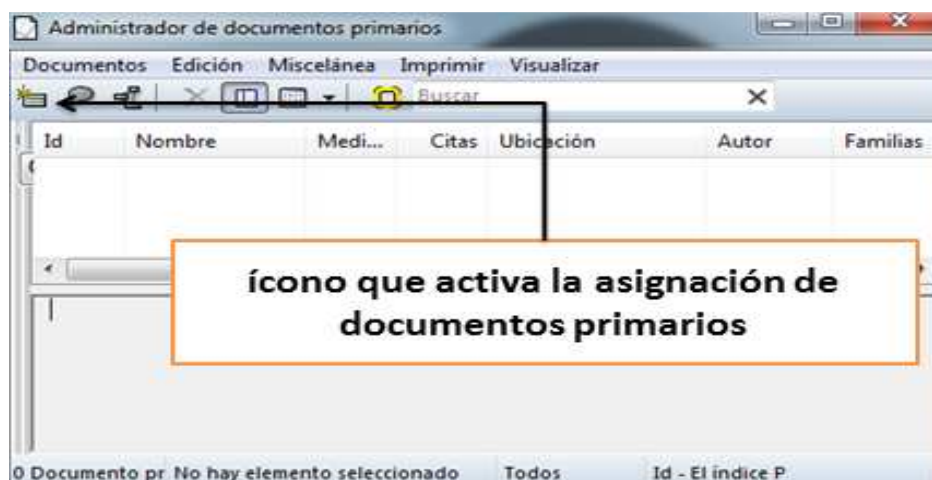 Administrador de documentos primarios
Documentos Edición Miscelánea Imprimir Visualizar
Buscar
Id Nombre Medi... Citas Ubicación Autor Familias
ícono que activa la asignación de
documentos primarios
0 Documento pr No hay elemento seleccionado Todos Id - El índice P